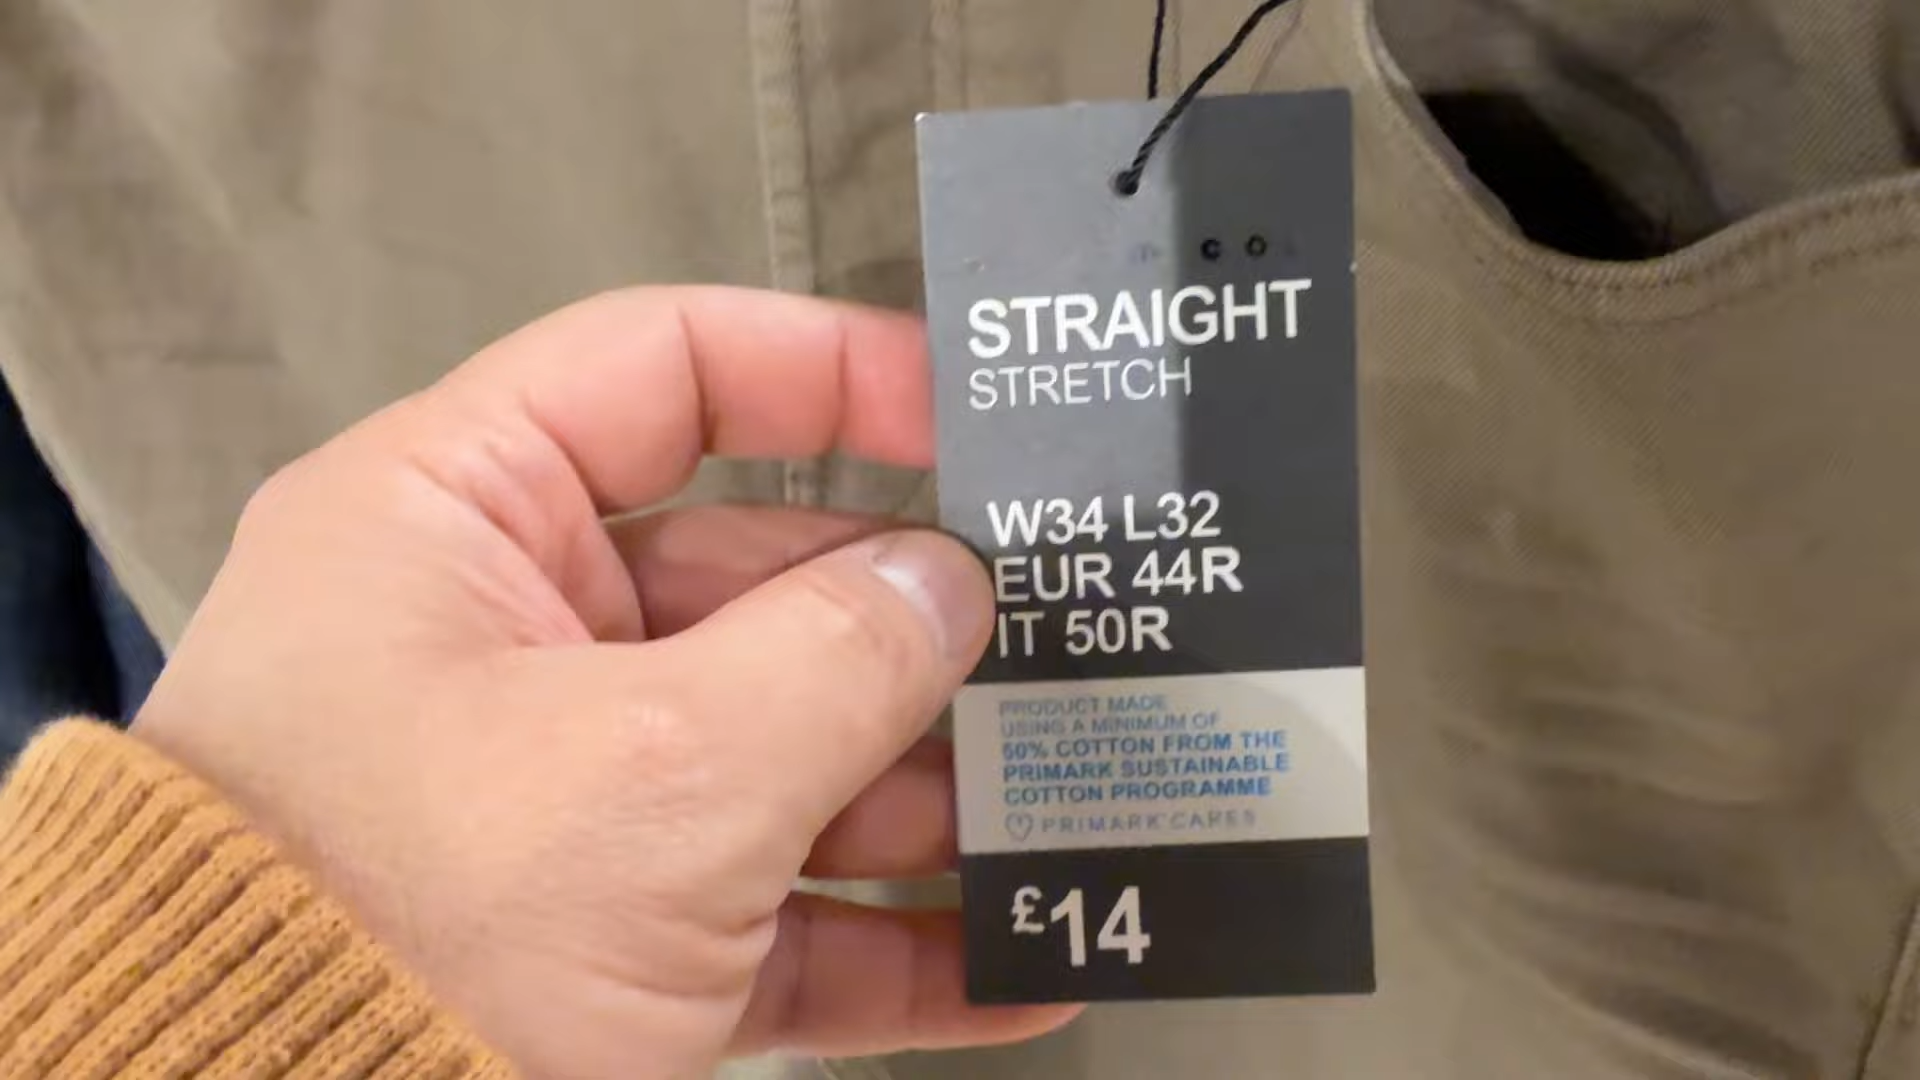 STRAIGHT
STRETCH
W34 L32
EUR 44R
IT 50R
PRODUCT MADE
USING A MINIMUM OF
50% COTTON FROM THE
PRIMARK SUSTAINABLE
COTTON PROGRAMME
PRIMARK CARES
£14